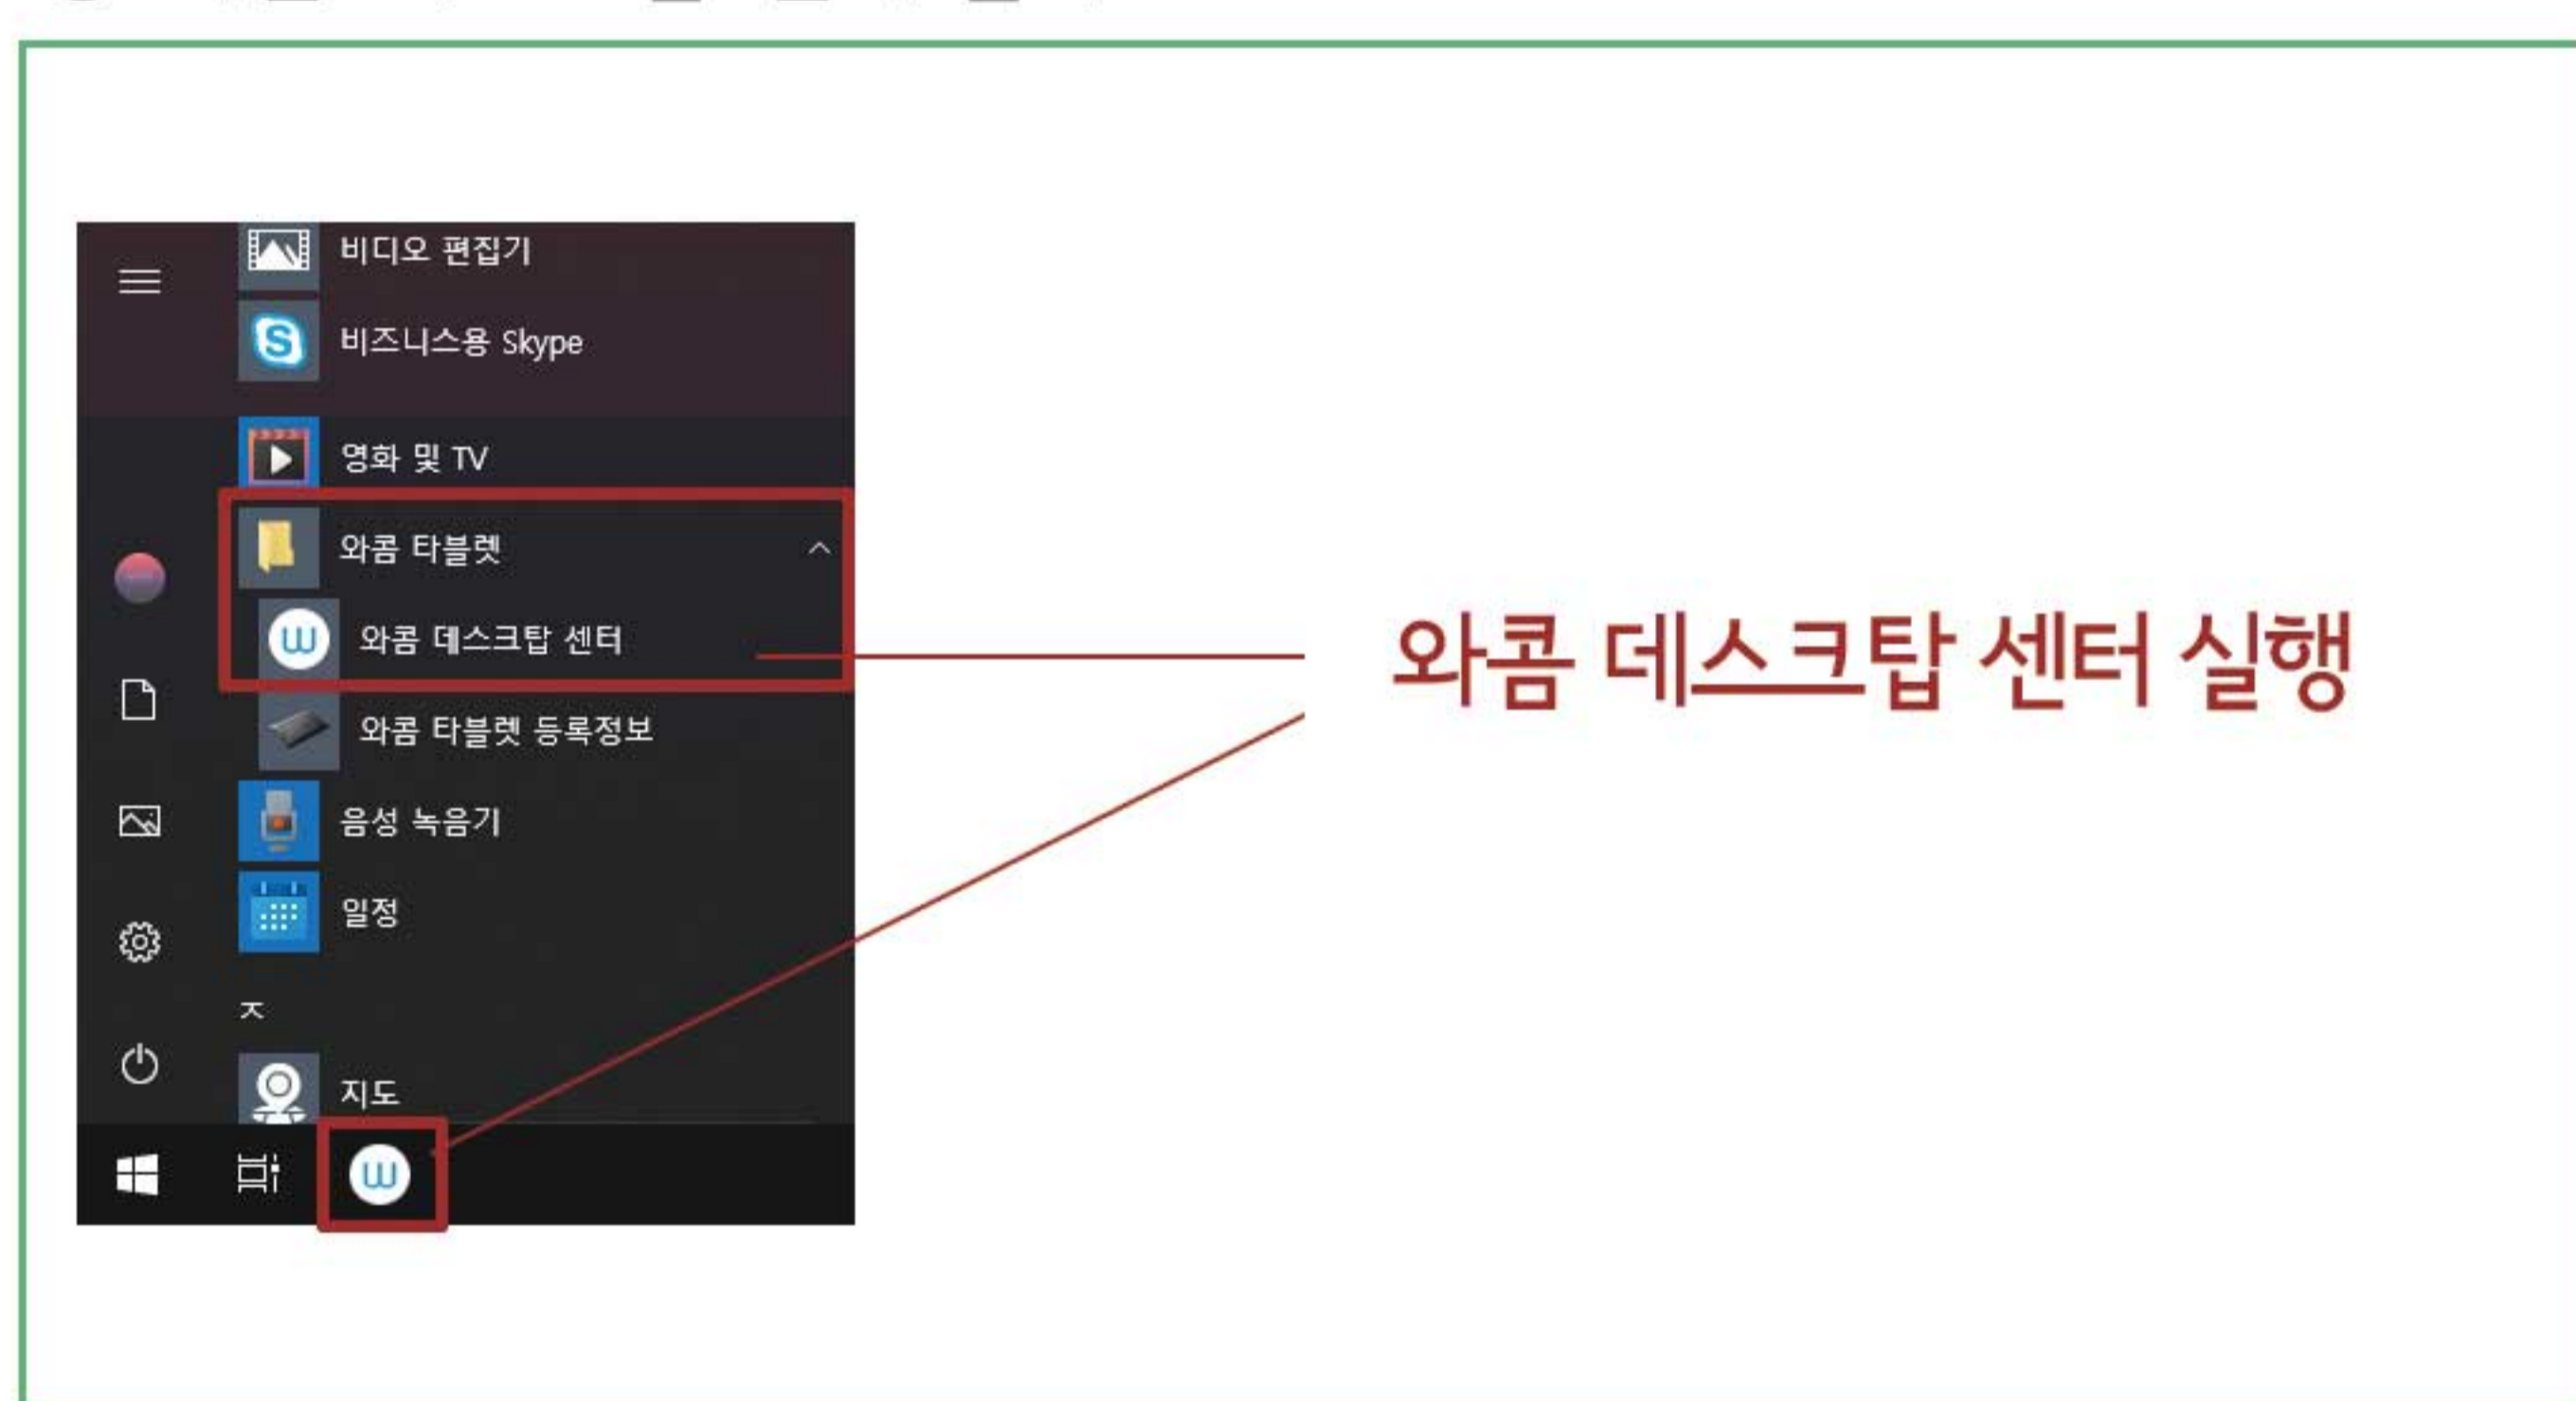 비디오 편집기
비즈니스용 Skype
영화 및 TV
와콤 타블렛
와콤 데스크탑 센터
와콤 타블렛 등록정보
음성 녹음기
일정
ㅈ
지도
와콤 데스크탑 센터 실행